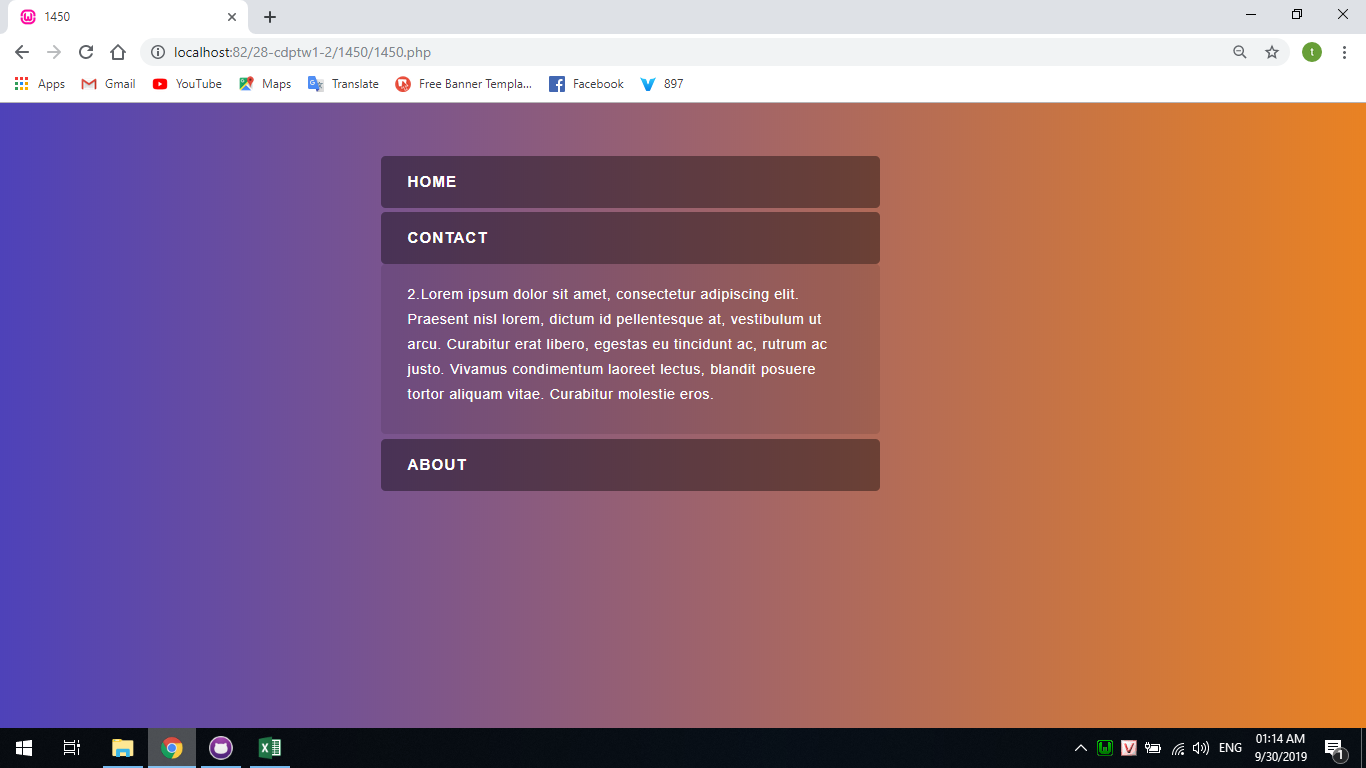 1450
localhost:82/28-cdptw1-2/1450/1450.php
t
Apps Gmail YouTube Maps Translate Free Banner Templa... Facebook 897
HOME
CONTACT
2.Lorem ipsum dolor sit amet, consectetur adipiscing elit.
Praesent nisl lorem, dictum id pellentesque at, vestibulum ut
arcu. Curabitur erat libero, egestas eu tincidunt ac, rutrum ac
justo. Vivamus condimentum laoreet lectus, blandit posuere
tortor aliquam vitae. Curabitur molestie eros.
ABOUT
ENG
01:14 AM
9/30/2019
1